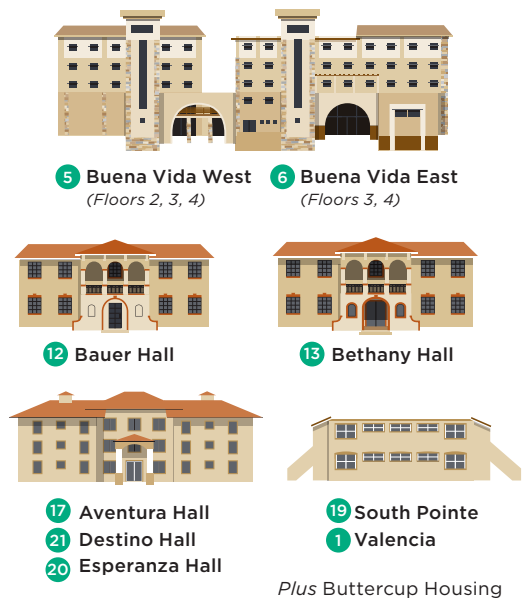 5 Buena Vida West
(Floors 2, 3, 4)
6 Buena Vida East
(Floors 3, 4)
12 Bauer Hall
13 Bethany Hall
17 Aventura Hall
21 Destino Hall
20 Esperanza Hall
19 South Pointe
1 Valencia
Plus Buttercup Housing